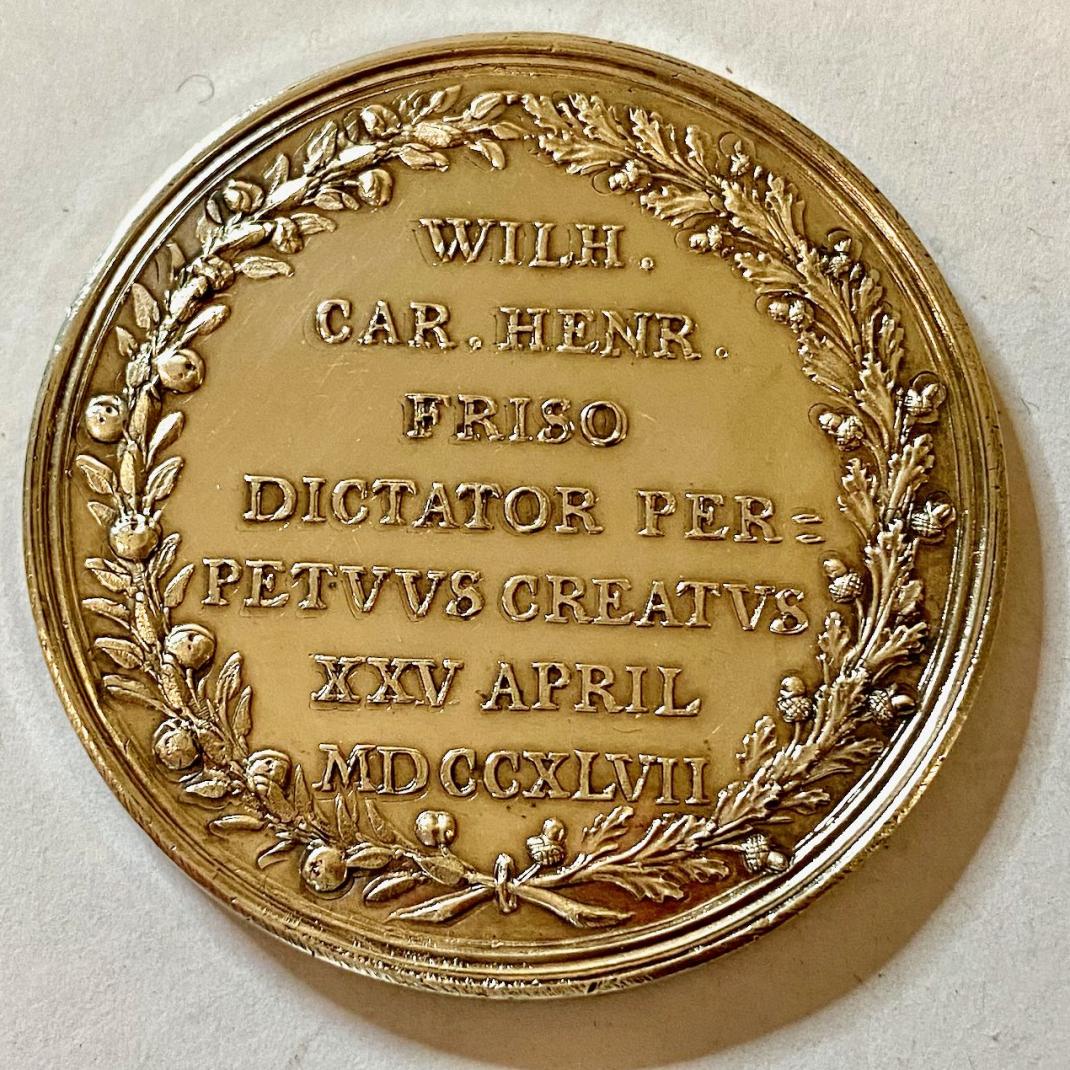 WILH.
CAR. HENR.
FRISO
DICTATOR PER=
PETVVS CREATVS
XXV APRIL
MDCCXLVII